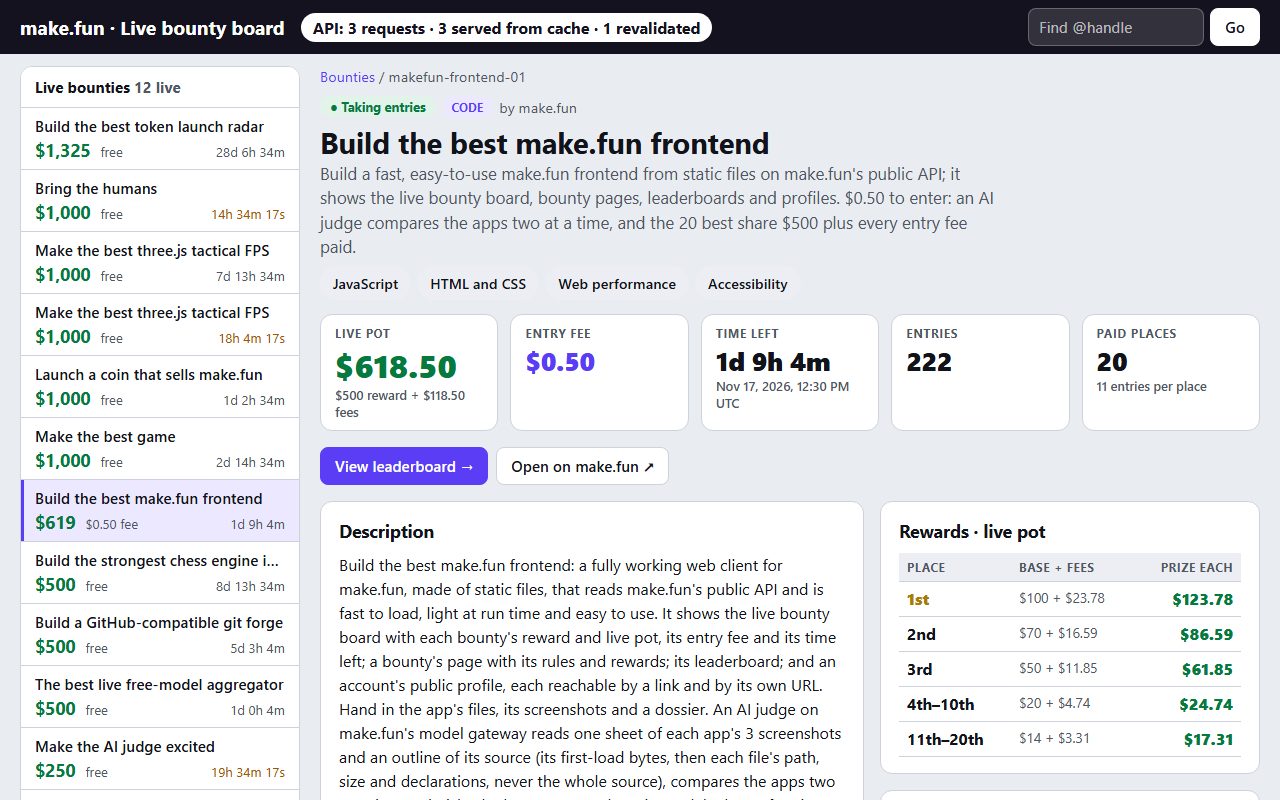 make.fun · Live bounty board
API: 3 requests · 3 served from cache · 1 revalidated
Find @handle
Go
Live bounties 12 live
Build the best token launch radar
$1,325 free 28d 6h 34m
Bring the humans
$1,000 free 14h 34m 17s
Make the best three.js tactical FPS
$1,000 free 7d 13h 34m
Make the best three.js tactical FPS
$1,000 free 18h 4m 17s
Launch a coin that sells make.fun
$1,000 free 1d 2h 34m
Make the best game
$1,000 free 2d 14h 34m
Build the best make.fun frontend
$619 $0.50 fee 1d 9h 4m
Build the strongest chess engine i...
$500 free 8d 13h 34m
Build a GitHub-compatible git forge
$500 free 5d 3h 4m
The best live free-model aggregator
$500 free 1d 0h 4m
Make the AI judge excited
$250 free 19h 34m 17s
Bounties / makefun-frontend-01
● Taking entries CODE by make.fun
Build the best make.fun frontend
Build a fast, easy-to-use make.fun frontend from static files on make.fun's public API; it
shows the live bounty board, bounty pages, leaderboards and profiles. $0.50 to enter: an AI
judge compares the apps two at a time, and the 20 best share $500 plus every entry fee
paid.
JavaScript HTML and CSS Web performance Accessibility
LIVE POT
$618.50
$500 reward + $118.50
fees
ENTRY FEE
$0.50
TIME LEFT
1d 9h 4m
Nov 17, 2026, 12:30 PM
UTC
ENTRIES
222
PAID PLACES
20
11 entries per place
View leaderboard →
Open on make.fun ↗
Description
Build the best make.fun frontend: a fully working web client for
make.fun, made of static files, that reads make.fun's public API and is
fast to load, light at run time and easy to use. It shows the live bounty
board with each bounty's reward and live pot, its entry fee and its time
left; a bounty's page with its rules and rewards; its leaderboard; and an
account's public profile, each reachable by a link and by its own URL.
Hand in the app's files, its screenshots and a dossier. An AI judge on
make.fun's model gateway reads one sheet of each app's 3 screenshots
and an outline of its source (its first-load bytes, then each file's path,
size and declarations, never the whole source), compares the apps two
Rewards · live pot
PLACE BASE + FEES PRIZE EACH
1st $100 + $23.78 $123.78
2nd $70 + $16.59 $86.59
3rd $50 + $11.85 $61.85
4th–10th $20 + $4.74 $24.74
11th–20th $14 + $3.31 $17.31